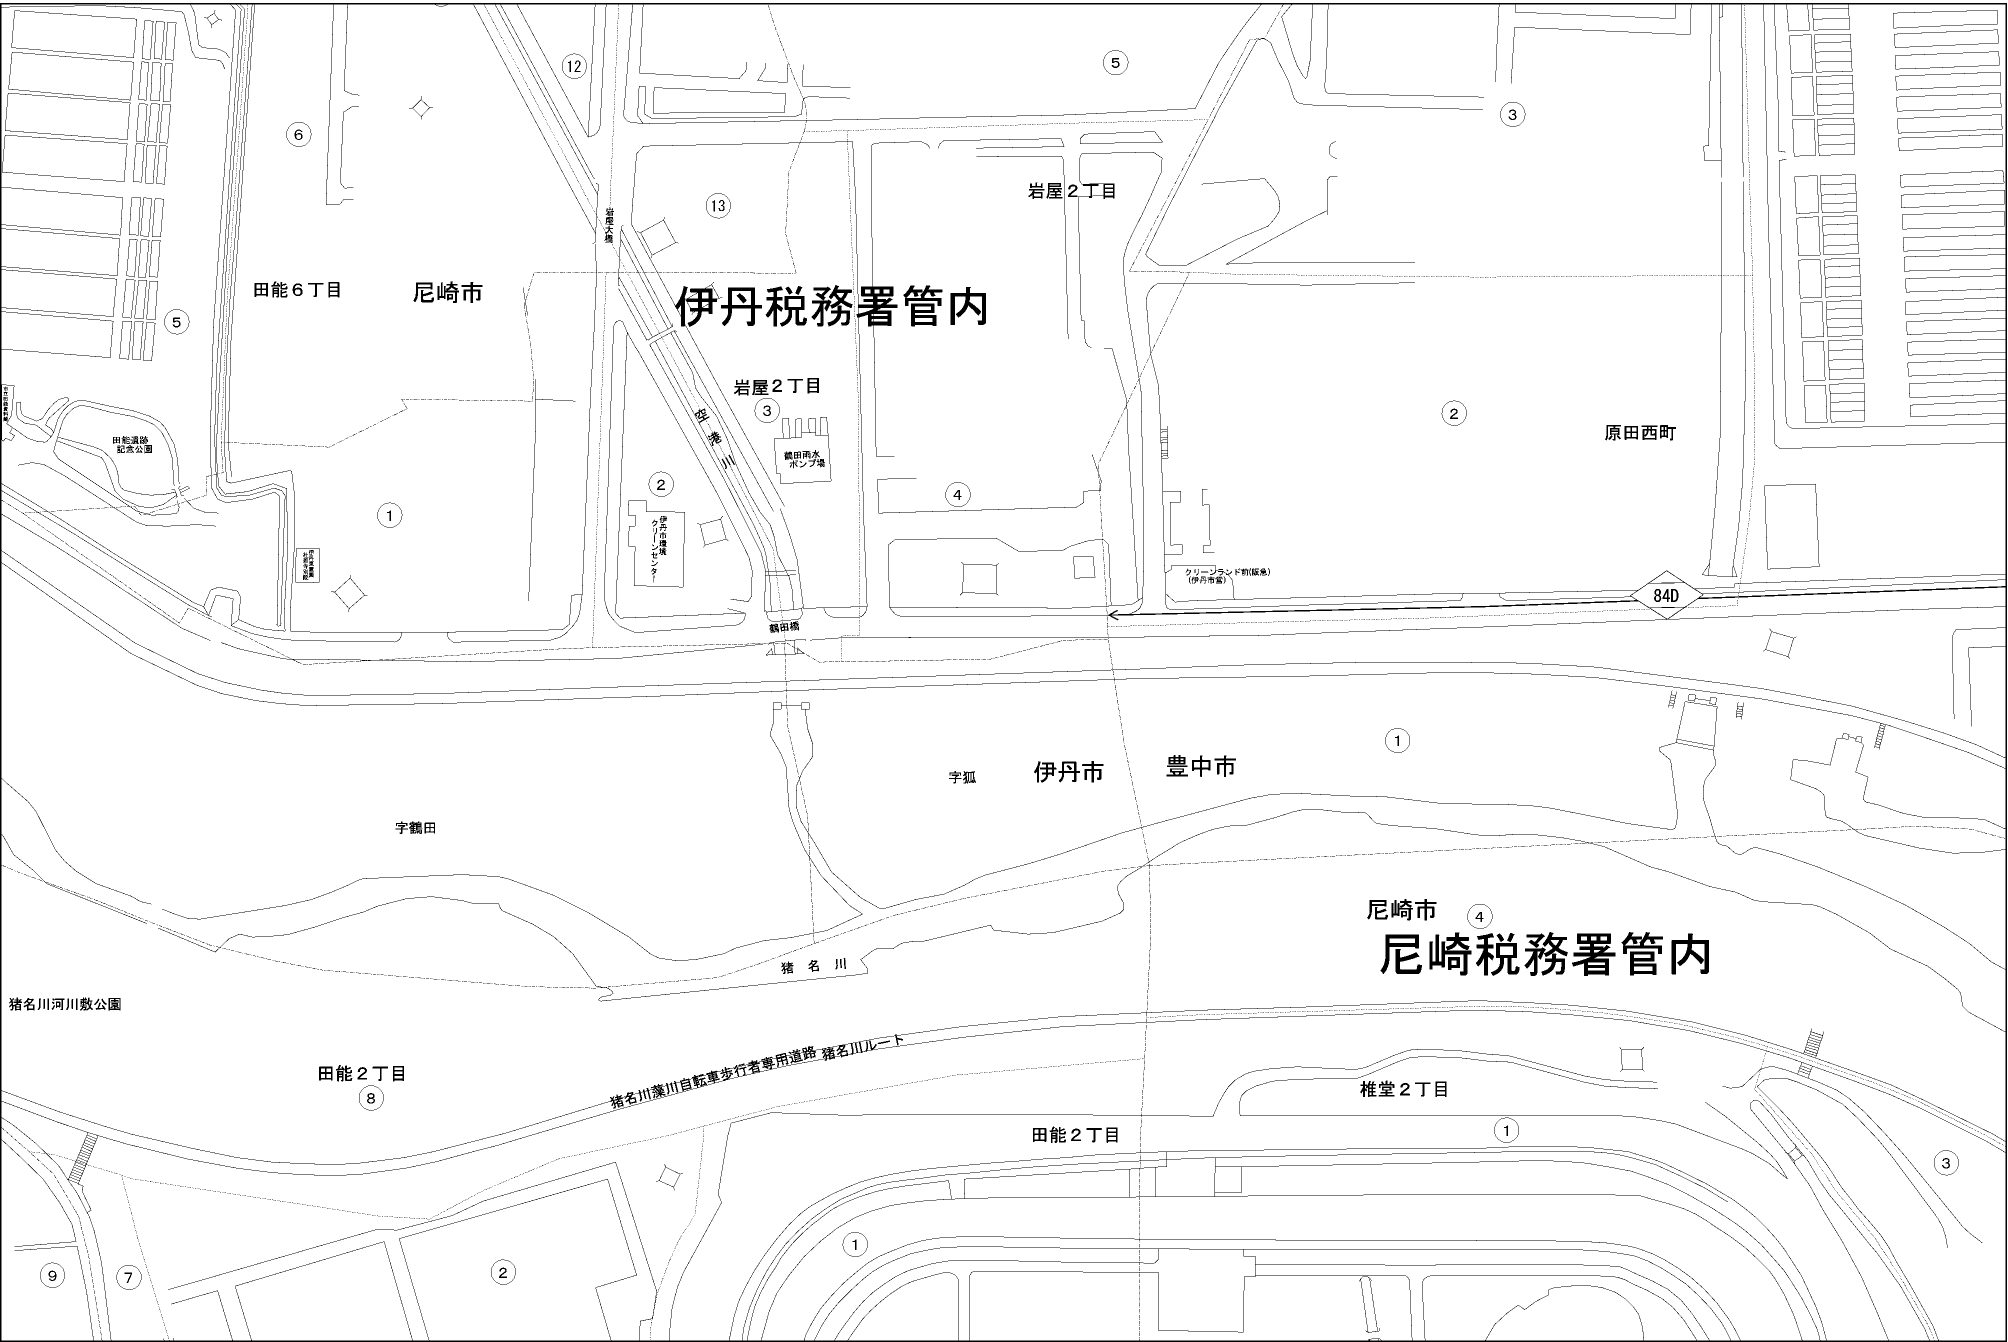 ⑫
⑤
③
⑥
⑬
岩屋２丁目
岩屋大橋
田能６丁目
尼崎市
伊丹税務署管内
⑤
岩屋２丁目
③
②
空港川
原田西町
田能遺跡
記念公園
鶴田雨水
ポンプ場
②
④
①
伊丹市環境
クリーンセンター
クリーンランド前(阪急)
(伊丹市営)
84D
鶴田橋
①
字狐
伊丹市
豊中市
字鶴田
尼崎市
④
尼崎税務署管内
猪名川
猪名川河川敷公園
猪名川藻川自転車歩行者専用道路 猪名川ルート
田能２丁目
⑧
椎堂２丁目
田能２丁目
①
③
①
②
⑨
⑦